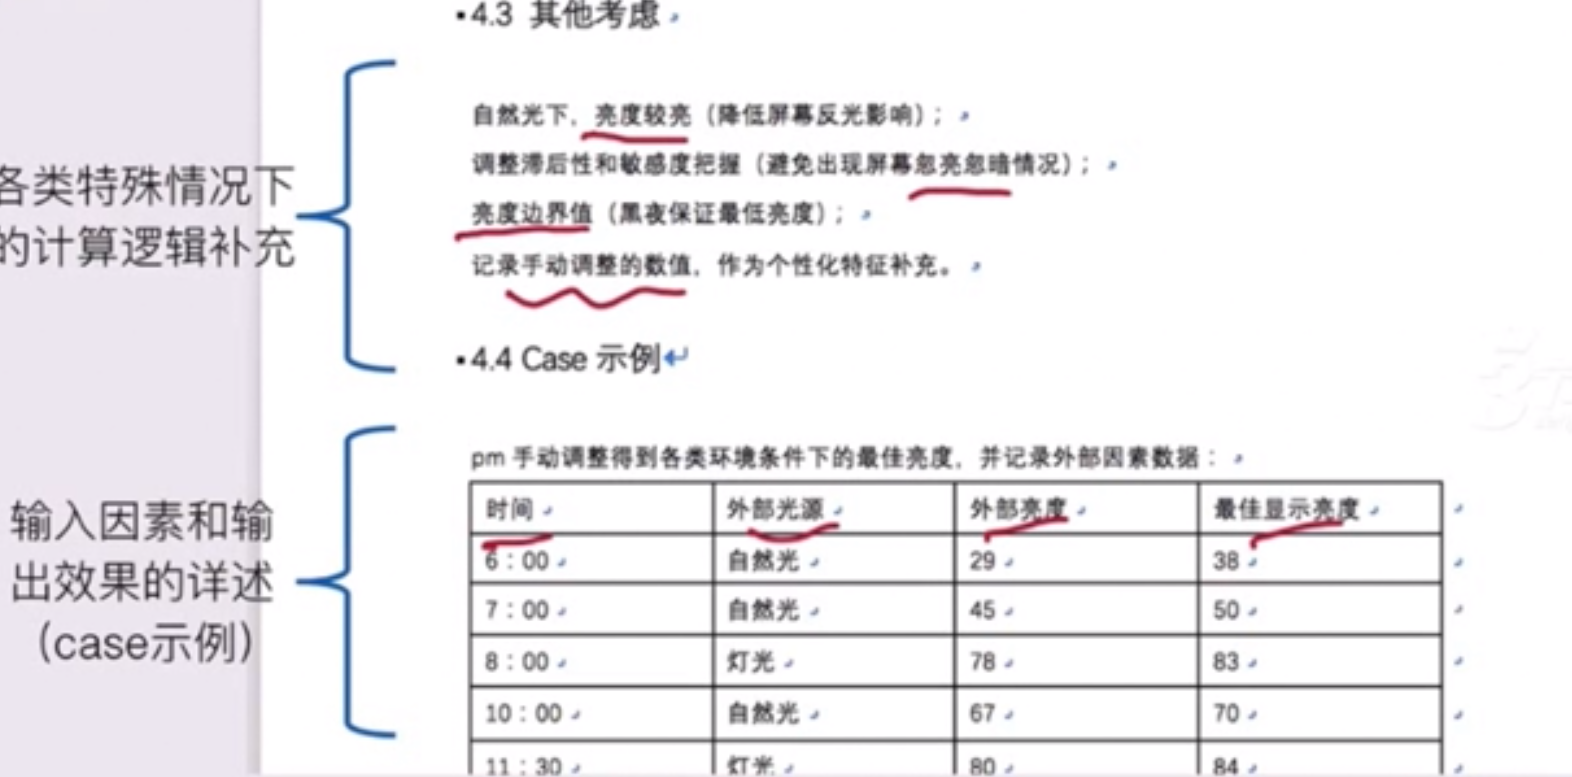 4.3 其他考虑
自然光下，亮度较亮（降低屏幕反光影响）；
调整滞后性和敏感度把握（避免出现屏幕忽亮忽暗情况）；
亮度边界值（黑夜保证最低亮度）；
记录手动调整的数值，作为个性化特征补充。
各类特殊情况下
的计算逻辑补充
4.4 Case 示例
pm 手动调整得到各类环境条件下的最佳亮度，并记录外部因素数据：
输入因素和输
出效果的详述
（case示例）
时间 外部光源 外部亮度 最佳显示亮度
6：00 自然光 29 38
7：00 自然光 45 50
8：00 灯光 78 83
10：00 自然光 67 70
11：30 灯光 80 84